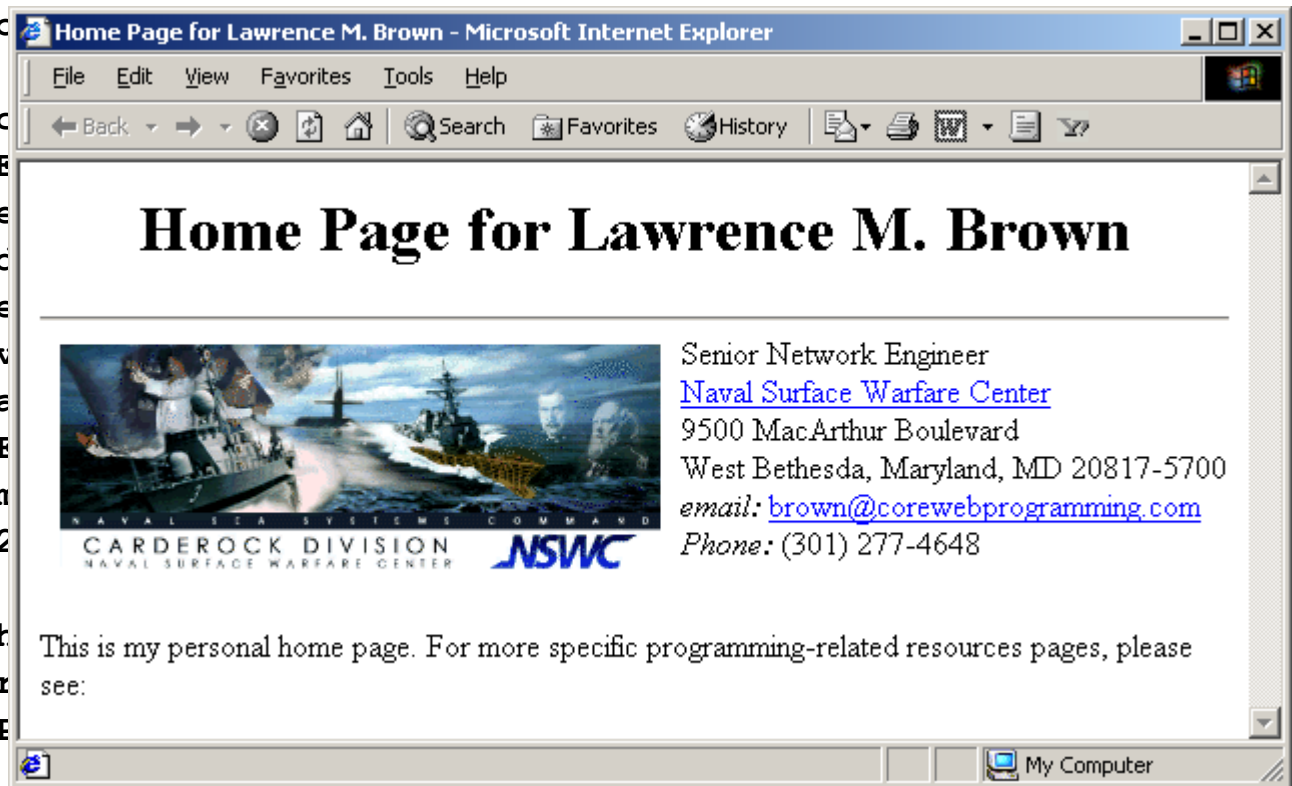 Home Page for Lawrence M. Brown - Microsoft Internet Explorer
File Edit View Favorites Tools Help
Back Search Favorites History
Home Page for Lawrence M. Brown
Senior Network Engineer
Naval Surface Warfare Center
9500 MacArthur Boulevard
West Bethesda, Maryland, MD 20817-5700
email: brown@corewebprogramming.com
Phone: (301) 277-4648
NAVAL SEA SYSTEMS COMMAND
CARDEROCK DIVISION NSWC
NAVAL SURFACE WARFARE CENTER
This is my personal home page. For more specific programming-related resources pages, please
see:
My Computer